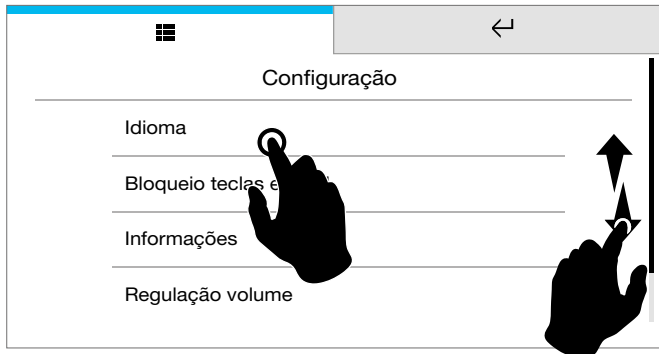 Configuração
Idioma
Bloqueio teclas e
Informações
Regulação volume